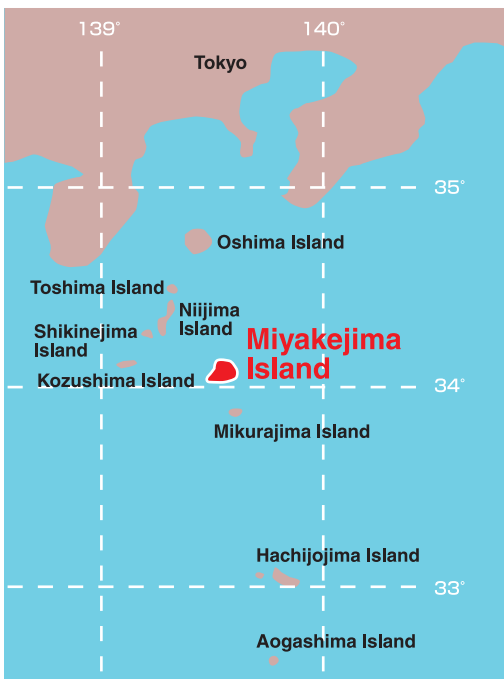 139°
140°
Tokyo
35°
Oshima Island
Toshima Island
Niijima
Island
Shikinejima
Island
Miyakejima
Island
Kozushima Island
34°
Mikurajima Island
Hachijojima Island
33°
Aogashima Island